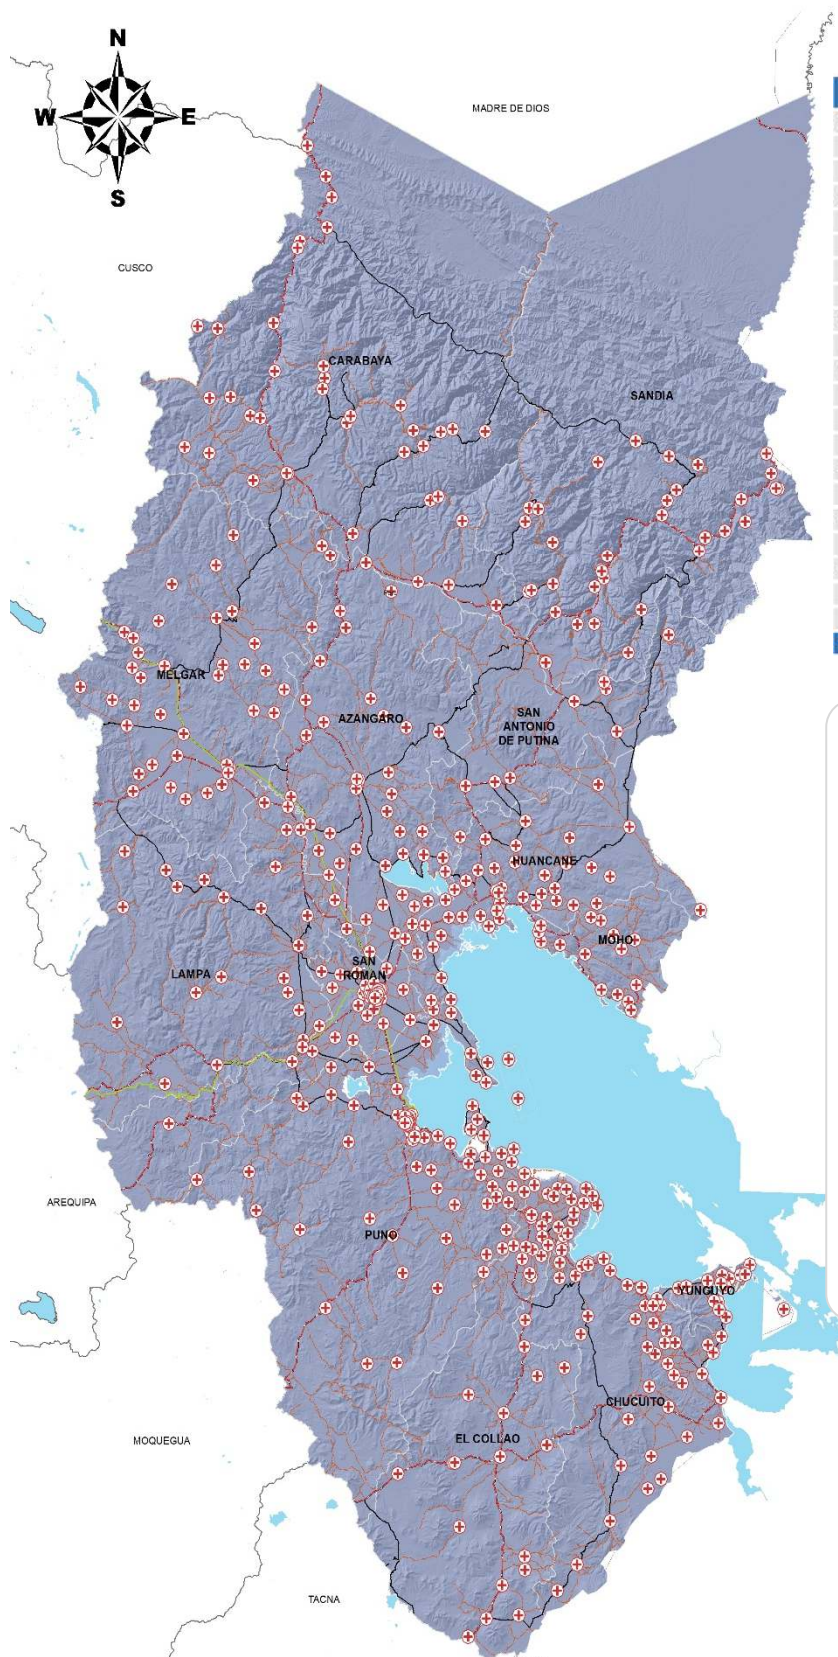 N
MADRE DE DIOS
W
E
S
CUSCO
CARABAYA
SANDIA
MELGAR
AZANGARO
SAN
ANTONIO
DE PUTINA
HUANCANE
MOHO
LAMPA
SAN
ROMAN
AREQUIPA
PUNO
YUNGUYO
CHUCUITO
EL COLLAO
MOQUEGUA
TACNA